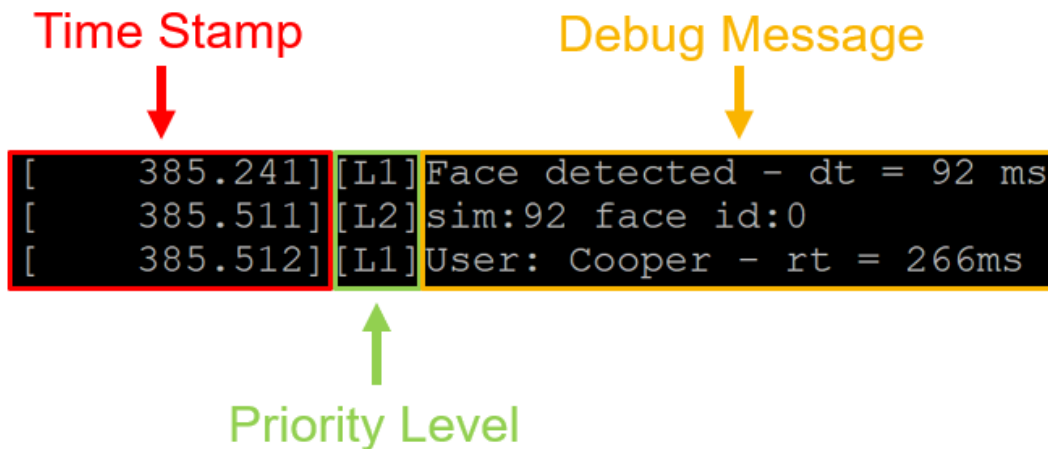 Time Stamp
Debug Message
[    385.241][L1]Face detected - dt = 92 ms
[    385.511][L2]sim:92 face id:0
[    385.512][L1]User: Cooper - rt = 266ms
Priority Level